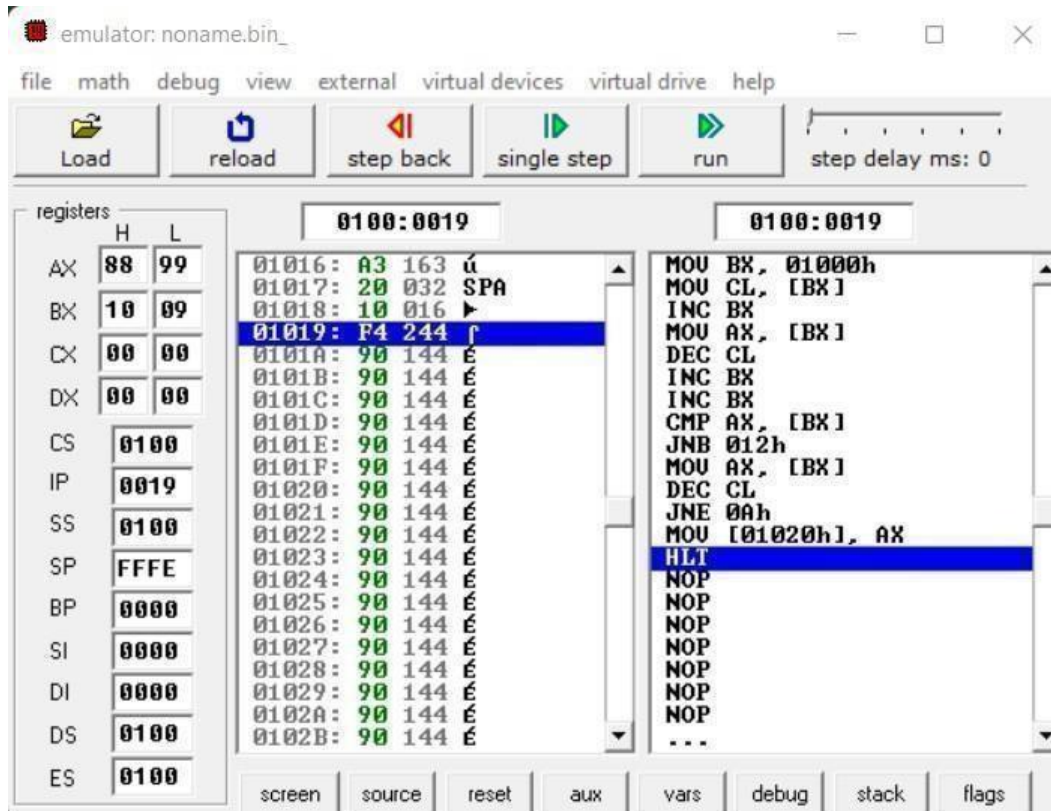 emulator: noname.bin_
file math debug view external virtual devices virtual drive help
Load reload step back single step run step delay ms: 0
registers
H L
AX 88 99
BX 10 09
CX 00 00
DX 00 00
CS 0100
IP 0019
SS 0100
SP FFFE
BP 0000
SI 0000
DI 0000
DS 0100
ES 0100
0100:0019
01016: A3 163 ú
01017: 20 032 SPA
01018: 10 016 ►
01019: F4 244 ⌠
0101A: 90 144 É
0101B: 90 144 É
0101C: 90 144 É
0101D: 90 144 É
0101E: 90 144 É
0101F: 90 144 É
01020: 90 144 É
01021: 90 144 É
01022: 90 144 É
01023: 90 144 É
01024: 90 144 É
01025: 90 144 É
01026: 90 144 É
01027: 90 144 É
01028: 90 144 É
01029: 90 144 É
0102A: 90 144 É
0102B: 90 144 É
0100:0019
MOV BX, 01000h
MOV CL, [BX]
INC BX
MOV AX, [BX]
DEC CL
INC BX
INC BX
CMP AX, [BX]
JNB 012h
MOV AX, [BX]
DEC CL
JNE 0Ah
MOV [01020h], AX
HLT
NOP
NOP
NOP
NOP
NOP
NOP
NOP
...
screen source reset aux vars debug stack flags